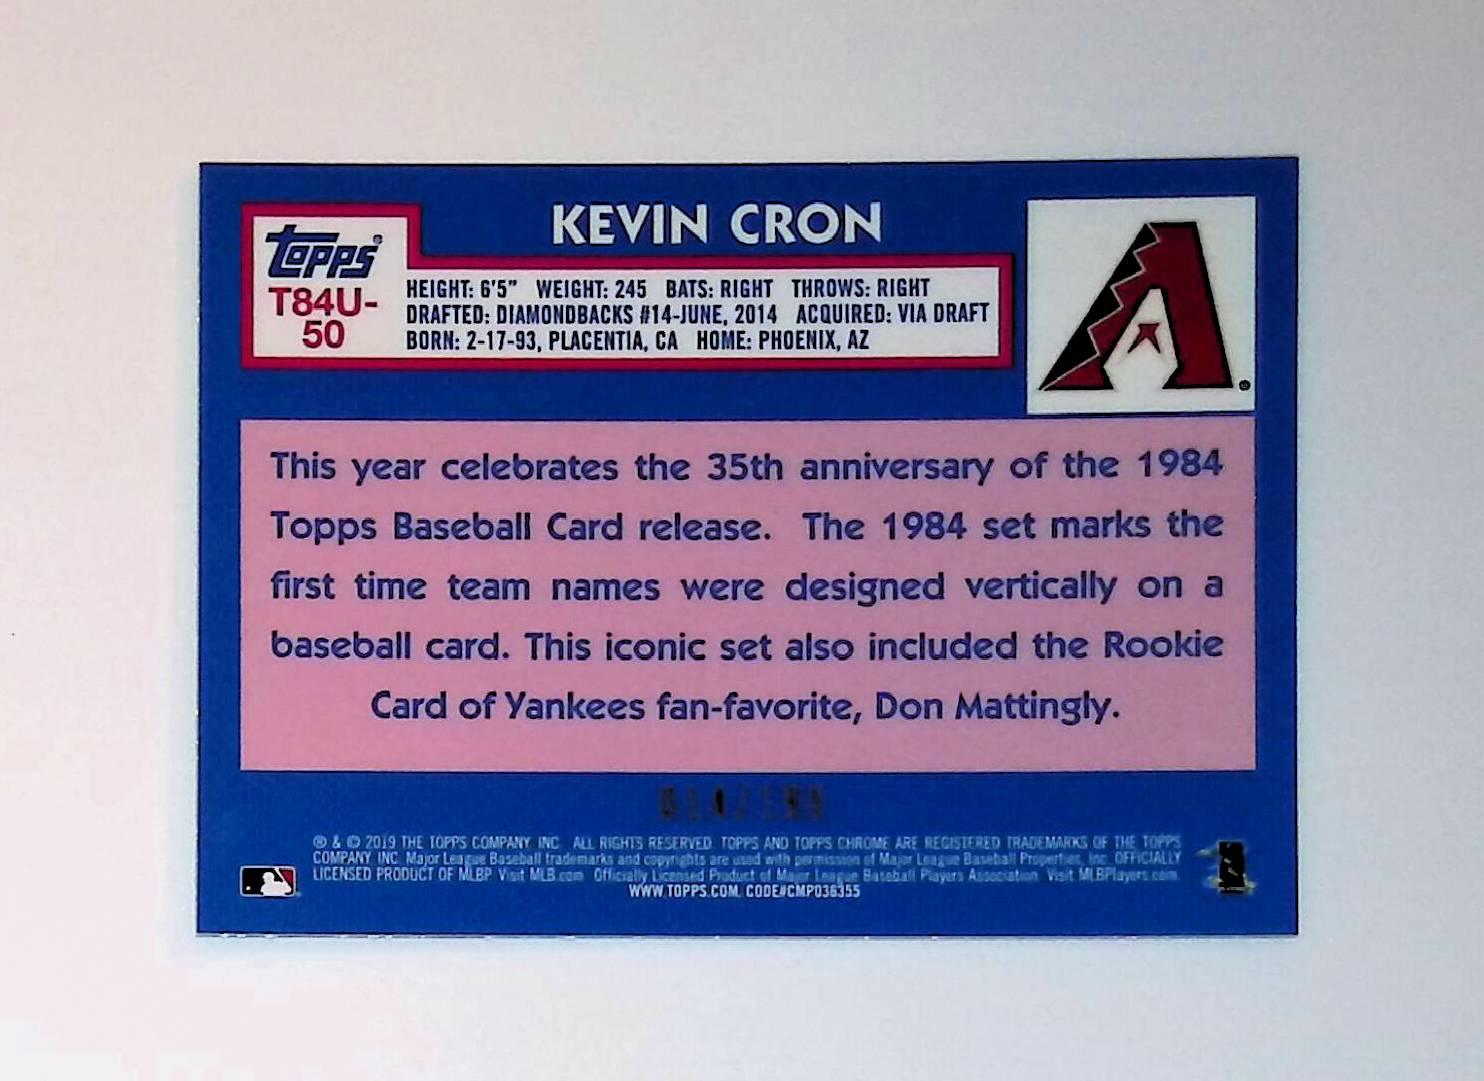 KEVIN CRON
Topps®
T84U-
50
HEIGHT: 6'5" WEIGHT: 245 BATS: RIGHT THROWS: RIGHT
DRAFTED: DIAMONDBACKS #14-JUNE, 2014 ACQUIRED: VIA DRAFT
BORN: 2-17-93, PLACENTIA, CA HOME: PHOENIX, AZ
This year celebrates the 35th anniversary of the 1984
Topps Baseball Card release. The 1984 set marks the
first time team names were designed vertically on a
baseball card. This iconic set also included the Rookie
Card of Yankees fan-favorite, Don Mattingly.
® & © 2019 THE TOPPS COMPANY, INC. ALL RIGHTS RESERVED. TOPPS AND TOPPS CHROME ARE REGISTERED TRADEMARKS OF THE TOPPS
COMPANY, INC. Major League Baseball trademarks and copyrights are used with permission of Major League Baseball Properties, Inc. OFFICIALLY
LICENSED PRODUCT OF MLBP Visit MLB.com Officially Licensed Product of Major League Baseball Players Association. Visit MLBPlayers.com
WWW.TOPPS.COM. CODE#CMP036355